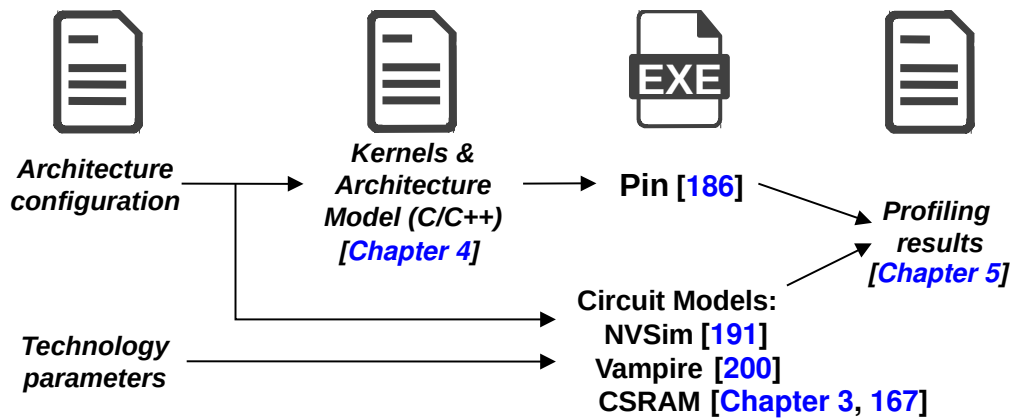 EXE
Architecture
configuration
Kernels &
Architecture
Model (C/C++)
[Chapter 4]
Pin [186]
Profiling
results
[Chapter 5]
Technology
parameters
Circuit Models:
NVSim [191]
Vampire [200]
CSRAM [Chapter 3, 167]